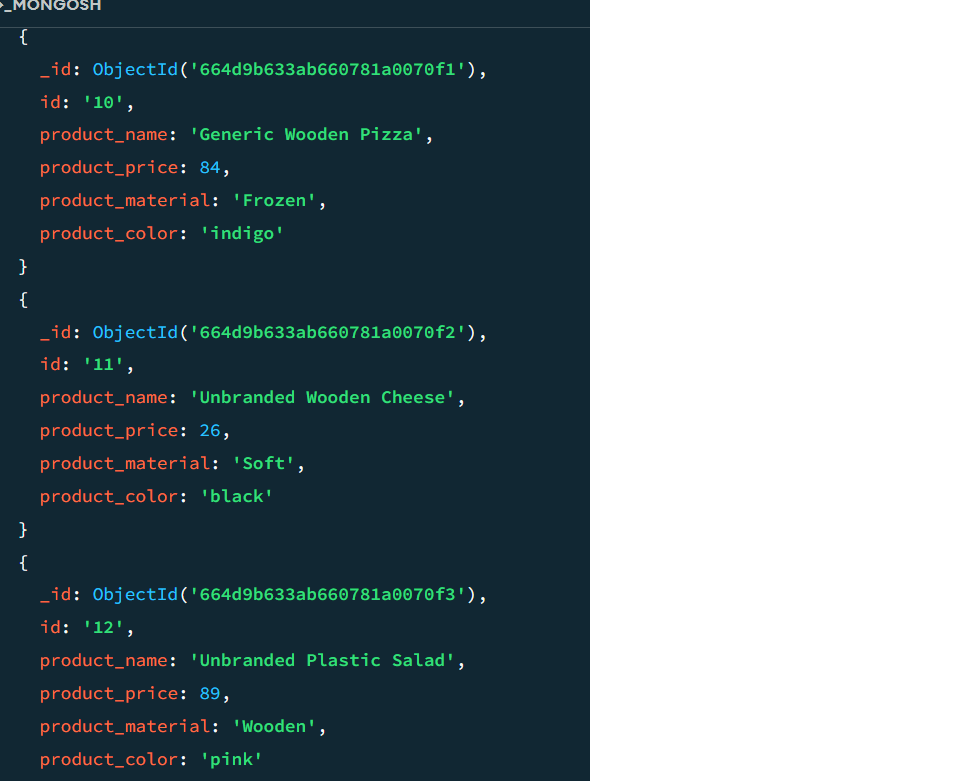 >_MONGOSH
{
_id: ObjectId('664d9b633ab660781a0070f1'),
id: '10',
product_name: 'Generic Wooden Pizza',
product_price: 84,
product_material: 'Frozen',
product_color: 'indigo'
}
{
_id: ObjectId('664d9b633ab660781a0070f2'),
id: '11',
product_name: 'Unbranded Wooden Cheese',
product_price: 26,
product_material: 'Soft',
product_color: 'black'
}
{
_id: ObjectId('664d9b633ab660781a0070f3'),
id: '12',
product_name: 'Unbranded Plastic Salad',
product_price: 89,
product_material: 'Wooden',
product_color: 'pink'